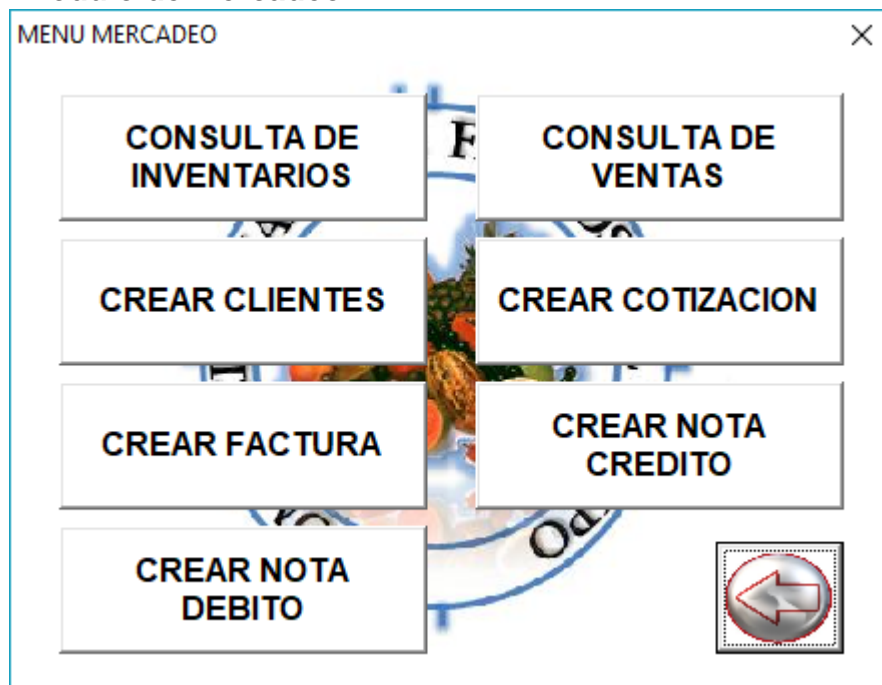 MENU MERCADEO
CONSULTA DE
INVENTARIOS
CONSULTA DE
VENTAS
CREAR CLIENTES
CREAR COTIZACION
CREAR FACTURA
CREAR NOTA
CREDITO
CREAR NOTA
DEBITO